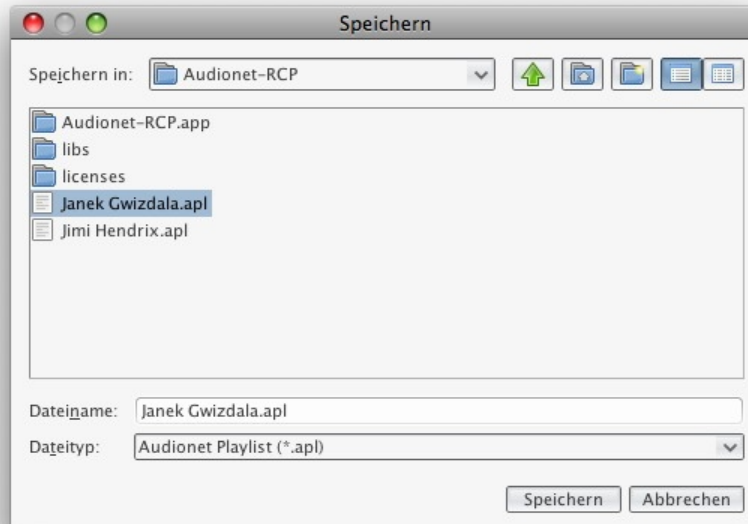 Speichern
Speichern in: Audionet-RCP
Audionet-RCP.app
libs
licenses
Janek Gwizdala.apl
Jimi Hendrix.apl
Dateiname: Janek Gwizdala.apl
Dateityp: Audionet Playlist (*.apl)
Speichern Abbrechen